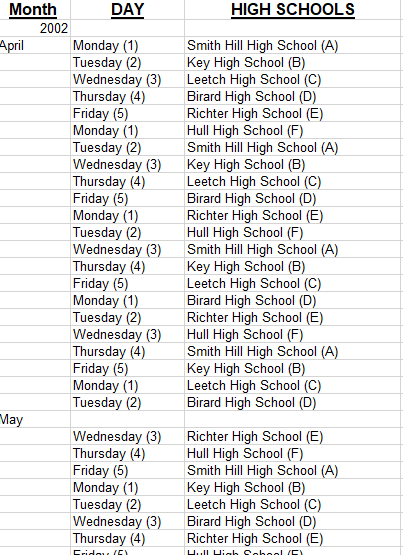 Month DAY HIGH SCHOOLS
2002
April Monday (1) Smith Hill High School (A)
Tuesday (2) Key High School (B)
Wednesday (3) Leetch High School (C)
Thursday (4) Birard High School (D)
Friday (5) Richter High School (E)
Monday (1) Hull High School (F)
Tuesday (2) Smith Hill High School (A)
Wednesday (3) Key High School (B)
Thursday (4) Leetch High School (C)
Friday (5) Birard High School (D)
Monday (1) Richter High School (E)
Tuesday (2) Hull High School (F)
Wednesday (3) Smith Hill High School (A)
Thursday (4) Key High School (B)
Friday (5) Leetch High School (C)
Monday (1) Birard High School (D)
Tuesday (2) Richter High School (E)
Wednesday (3) Hull High School (F)
Thursday (4) Smith Hill High School (A)
Friday (5) Key High School (B)
Monday (1) Leetch High School (C)
Tuesday (2) Birard High School (D)
May
Wednesday (3) Richter High School (E)
Thursday (4) Hull High School (F)
Friday (5) Smith Hill High School (A)
Monday (1) Key High School (B)
Tuesday (2) Leetch High School (C)
Wednesday (3) Birard High School (D)
Thursday (4) Richter High School (E)
Friday (5) Hull High School (F)